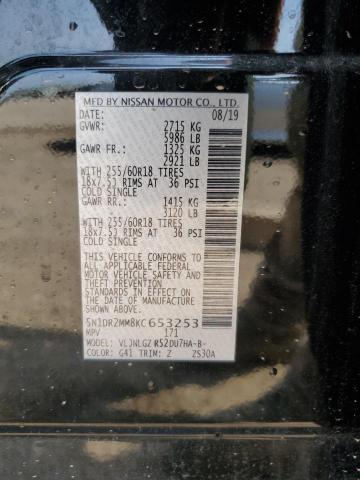 MFD BY NISSAN MOTOR CO., LTD.
DATE: 08/19
GVWR: 2715 KG
5986 LB
GAWR FR.: 1325 KG
2921 LB
WITH 255/60R18 TIRES
18x7.5J RIMS AT 36 PSI
COLD SINGLE
GAWR RR: 1415 KG
3120 LB
WITH 255/60R18 TIRES
18x7.5J RIMS AT 36 PSI
COLD SINGLE
THIS VEHICLE CONFORMS TO
ALL APPLICABLE FEDERAL
MOTOR VEHICLE SAFETY AND
THEFT PREVENTION
STANDARDS IN EFFECT ON
THE DATE OF MANUFACTURE
SHOWN ABOVE
5N1DR2MM8KC653253
MPV 171
MODEL: VLJNLGZ RS2DU7HA-B-
COLOR: G41 TRIM: Z ZS30A